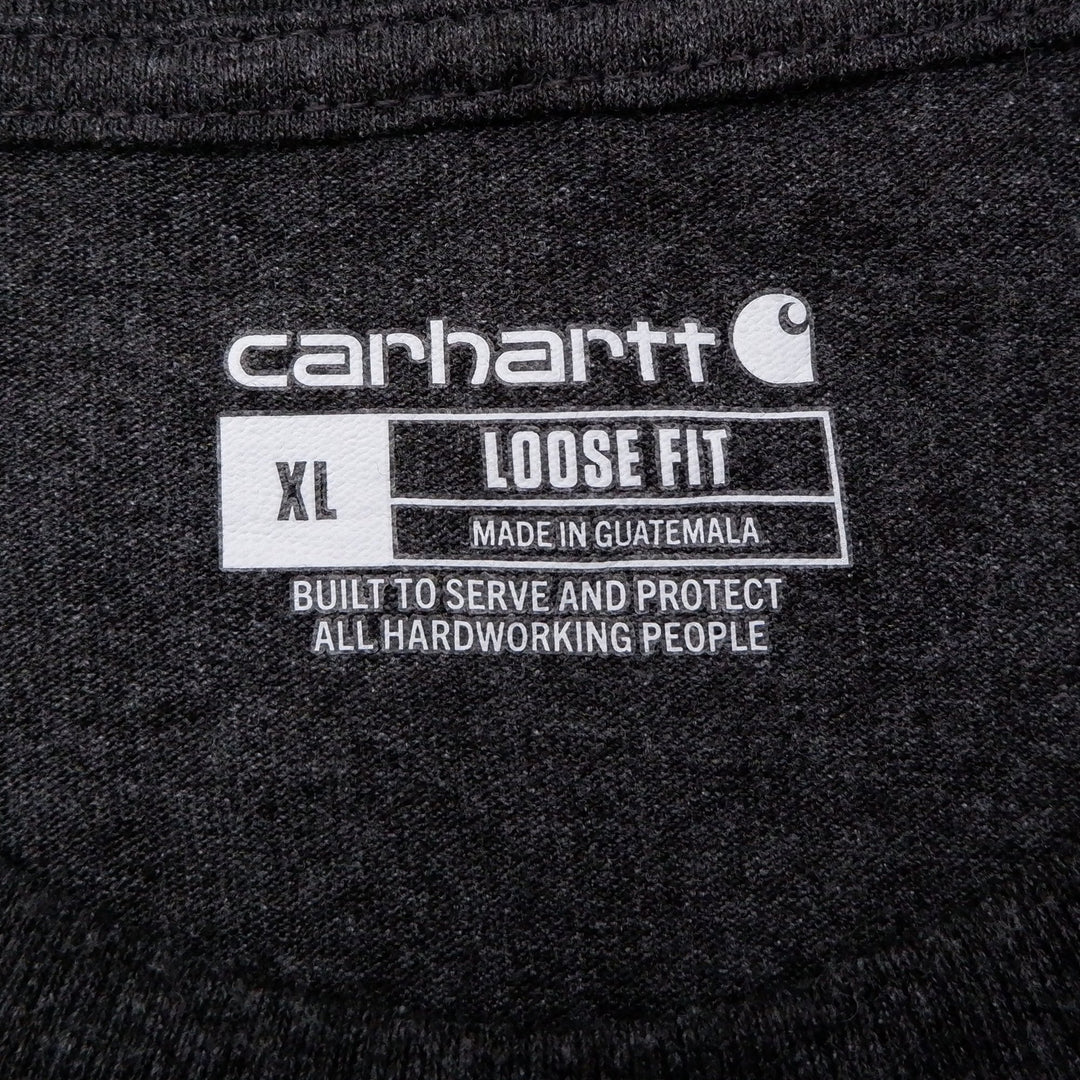 carhartt
XL
LOOSE FIT
MADE IN GUATEMALA
BUILT TO SERVE AND PROTECT
ALL HARDWORKING PEOPLE